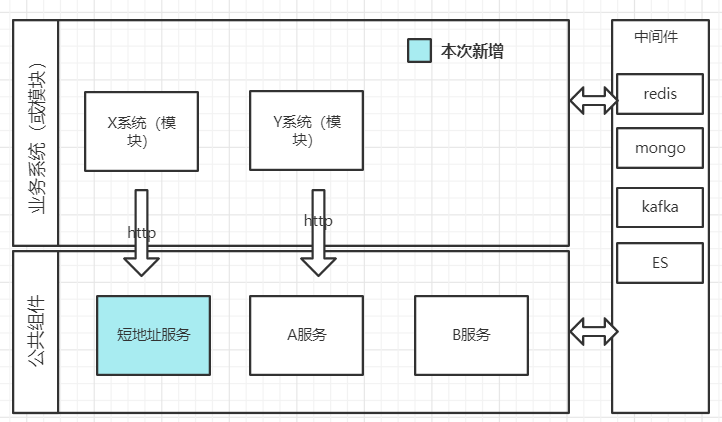 本次新增
中间件
业务系统（或模块）
X系统（模
块）
Y系统（模
块）
redis
mongo
kafka
ES
http
http
公共组件
短地址服务
A服务
B服务